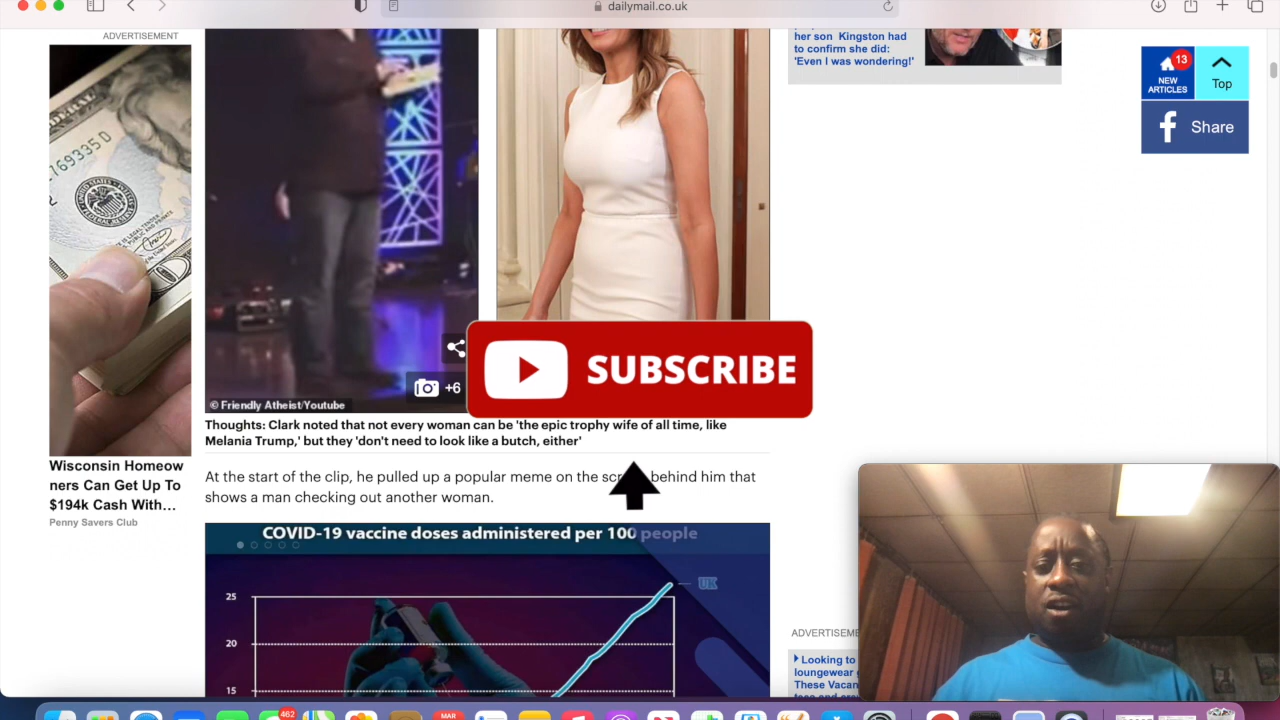 dailymail.co.uk
ADVERTISEMENT
769335D
Wisconsin Homeow
ners Can Get Up To
$194k Cash With...
Penny Savers Club
+6
© Friendly Atheist/Youtube
SUBSCRIBE
Thoughts: Clark noted that not every woman can be 'the epic trophy wife of all time, like
Melania Trump,' but they 'don't need to look like a butch, either'
At the start of the clip, he pulled up a popular meme on the behind him that
shows a man checking out another woman.
COVID-19 vaccine doses administered per 100 people
UK
25
20
15
her son Kingston had
to confirm she did:
'Even I was wondering!'
13
NEW
ARTICLES
Top
Share
Looking to
loungewear
These Vacan
462
MAR